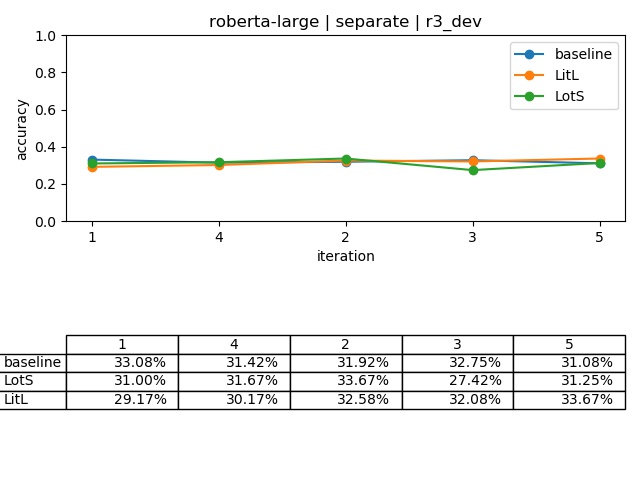 roberta-large | separate | r3_dev
1.0
0.8
0.6
0.4
0.2
0.0
accuracy
baseline
LitL
LotS
1 4 2 3 5
iteration
1 4 2 3 5
baseline 33.08% 31.42% 31.92% 32.75% 31.08%
LotS 31.00% 31.67% 33.67% 27.42% 31.25%
LitL 29.17% 30.17% 32.58% 32.08% 33.67%